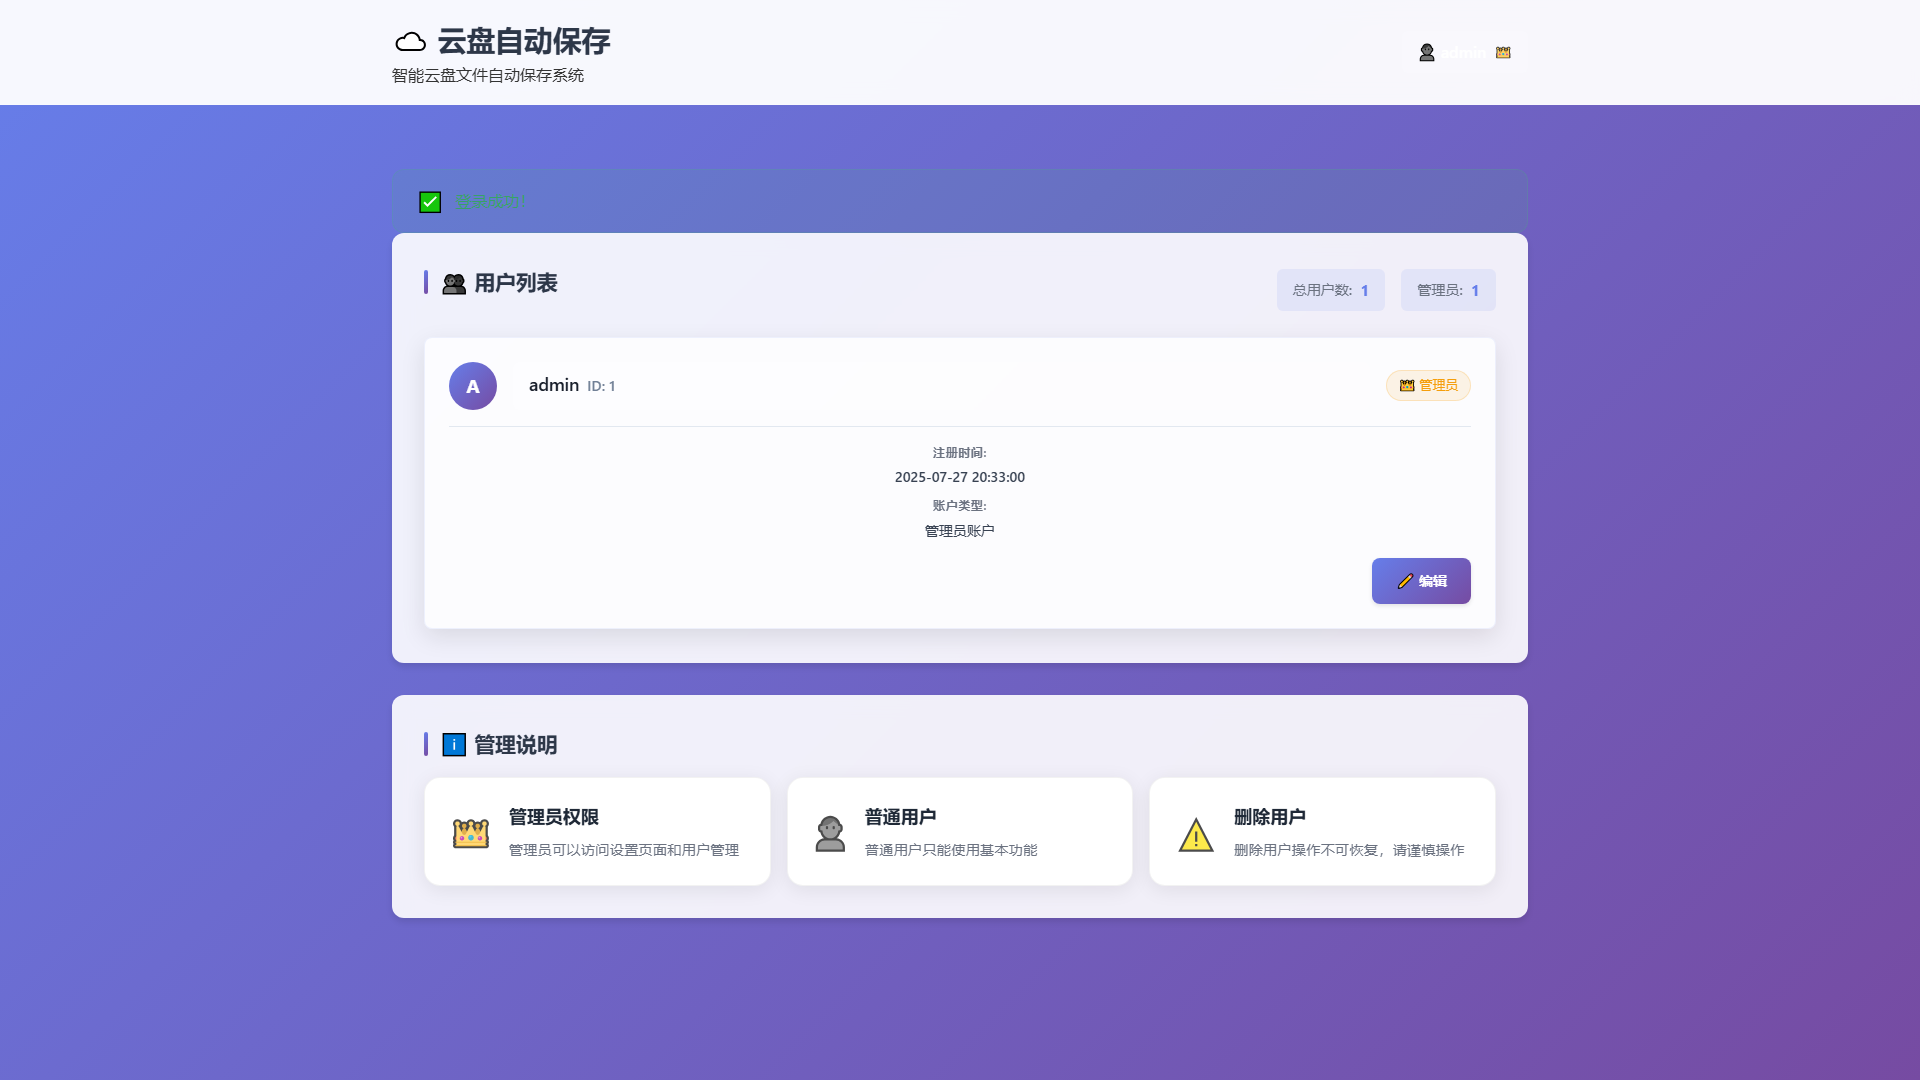 云盘自动保存
智能云盘文件自动保存系统
admin
登录成功!
用户列表
总用户数: 1
管理员: 1
A
admin ID: 1
管理员
注册时间:
2025-07-27 20:33:00
账户类型:
管理员账户
编辑
管理说明
管理员权限
管理员可以访问设置页面和用户管理
普通用户
普通用户只能使用基本功能
删除用户
删除用户操作不可恢复，请谨慎操作